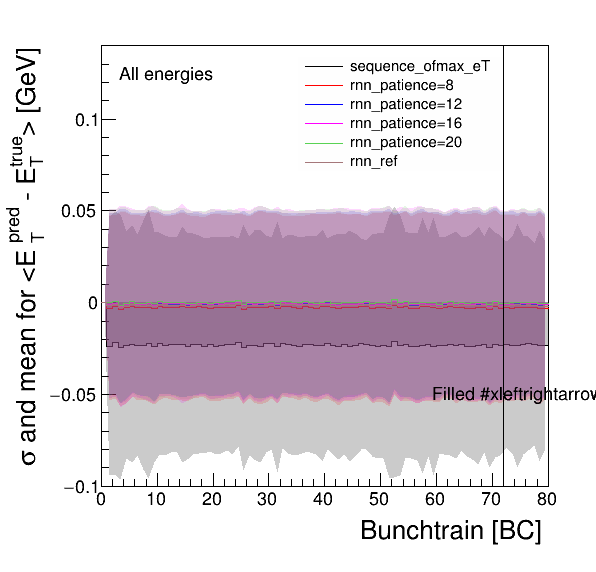 All energies
sequence_ofmax_eT
rnn_patience=8
rnn_patience=12
rnn_patience=16
rnn_patience=20
rnn_ref
σ and mean for <E_T^pred - E_T^true> [GeV]
0.1
0.05
0
−0.05
−0.1
Filled #xleftrightarrow
0 10 20 30 40 50 60 70 80
Bunchtrain [BC]